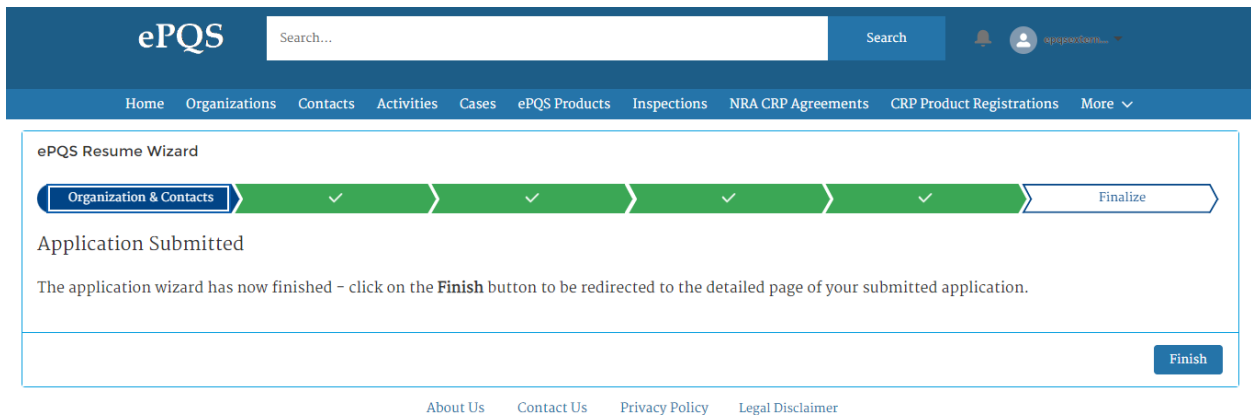 ePQS Search... Search
Home Organizations Contacts Activities Cases ePQS Products Inspections NRA CRP Agreements CRP Product Registrations More
ePQS Resume Wizard
Organization & Contacts Finalize
Application Submitted
The application wizard has now finished – click on the Finish button to be redirected to the detailed page of your submitted application.
Finish
About Us Contact Us Privacy Policy Legal Disclaimer